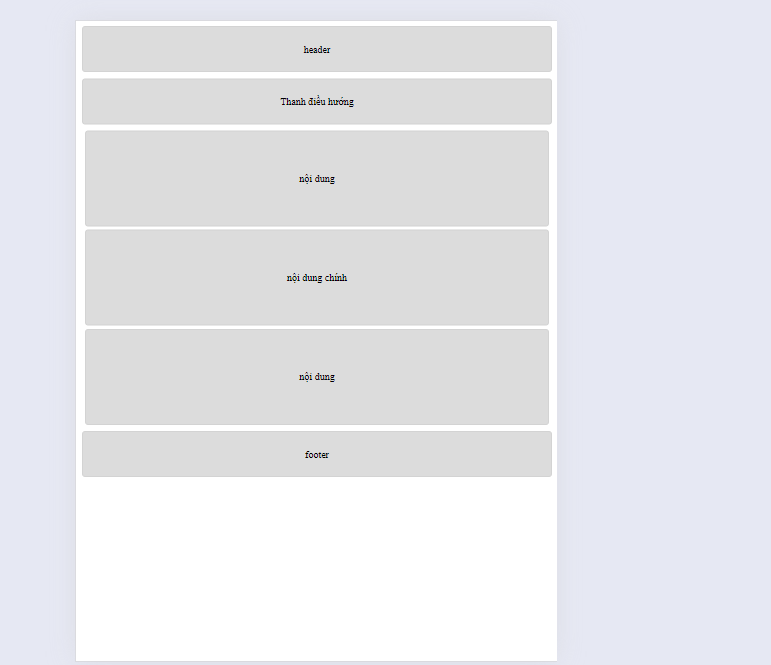 header
Thanh điều hướng
nội dung
nội dung chính
nội dung
footer